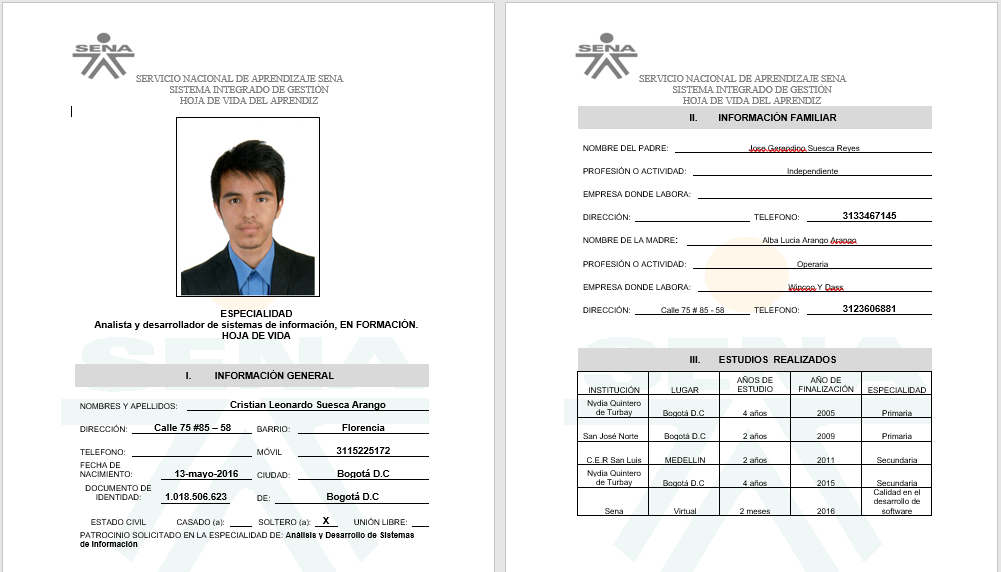 SENA
SERVICIO NACIONAL DE APRENDIZAJE SENA
SISTEMA INTEGRADO DE GESTIÓN
HOJA DE VIDA DEL APRENDIZ
ESPECIALIDAD
Analista y desarrollador de sistemas de información, EN FORMACIÓN.
HOJA DE VIDA
I. INFORMACIÓN GENERAL
NOMBRES Y APELLIDOS: Cristian Leonardo Suesca Arango
DIRECCIÓN: Calle 75 #85 – 58 BARRIO: Florencia
TELEFONO: MÓVIL 3115225172
FECHA DE
NACIMIENTO: 13-mayo-2016 CIUDAD: Bogotá D.C
DOCUMENTO DE
IDENTIDAD: 1.018.506.623 DE: Bogotá D.C
ESTADO CIVIL CASADO (a): SOLTERO (a): X UNIÓN LIBRE:
PATROCINIO SOLICITADO EN LA ESPECIALIDAD DE: Análisis y Desarrollo de Sistemas
de Información
SENA
SENA
SERVICIO NACIONAL DE APRENDIZAJE SENA
SISTEMA INTEGRADO DE GESTIÓN
HOJA DE VIDA DEL APRENDIZ
II. INFORMACIÓN FAMILIAR
NOMBRE DEL PADRE: Jose Gerandino Suesca Reyes
PROFESIÓN O ACTIVIDAD: Independiente
EMPRESA DONDE LABORA:
DIRECCIÓN: TELEFONO: 3133467145
NOMBRE DE LA MADRE: Alba Lucia Arango Arango
PROFESIÓN O ACTIVIDAD: Operaria
EMPRESA DONDE LABORA: Wincoo Y Dass
DIRECCIÓN: Calle 75 # 85 - 58 TELEFONO: 3123606881
III. ESTUDIOS REALIZADOS
INSTITUCIÓN LUGAR AÑOS DE ESTUDIO AÑO DE FINALIZACIÓN ESPECIALIDAD
Nydia Quintero de Turbay Bogotá D.C 4 años 2005 Primaria
San José Norte Bogotá D.C 2 años 2009 Primaria
C.E.R San Luis MEDELLIN 2 años 2011 Secundaria
Nydia Quintero de Turbay Bogotá D.C 4 años 2015 Secundaria
Sena Virtual 2 meses 2016 Calidad en el desarrollo de software
SENA